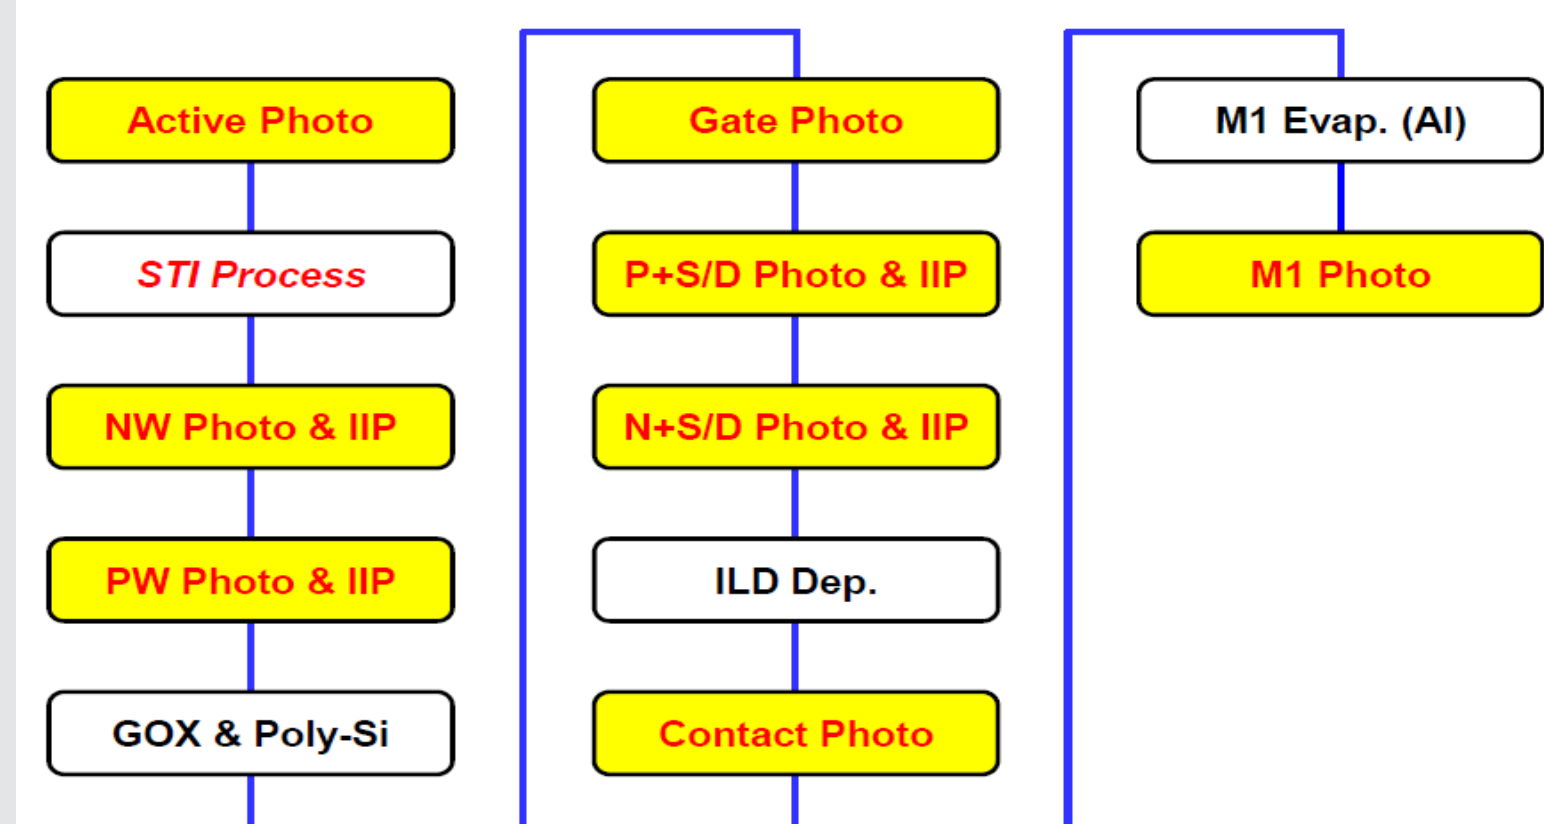 Active Photo
STI Process
NW Photo & IIP
PW Photo & IIP
GOX & Poly-Si
Gate Photo
P+S/D Photo & IIP
N+S/D Photo & IIP
ILD Dep.
Contact Photo
M1 Evap. (Al)
M1 Photo